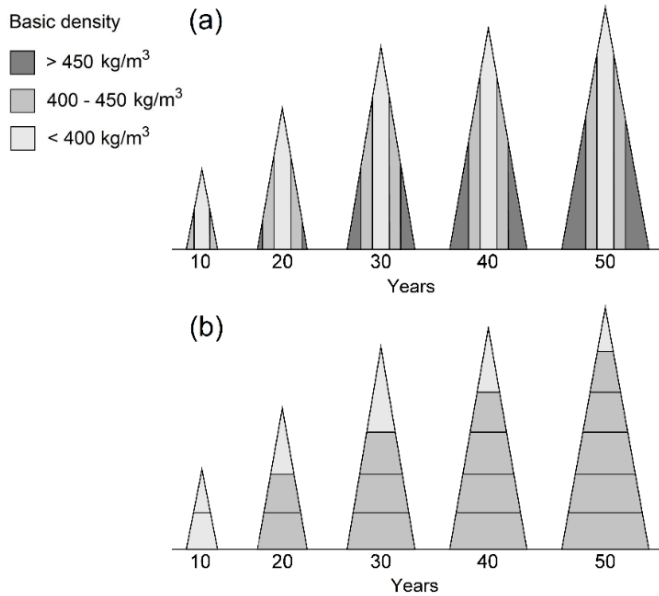 Basic density
> 450 kg/m³
400 - 450 kg/m³
< 400 kg/m³
(a)
10 20 30 40 50
Years
(b)
10 20 30 40 50
Years